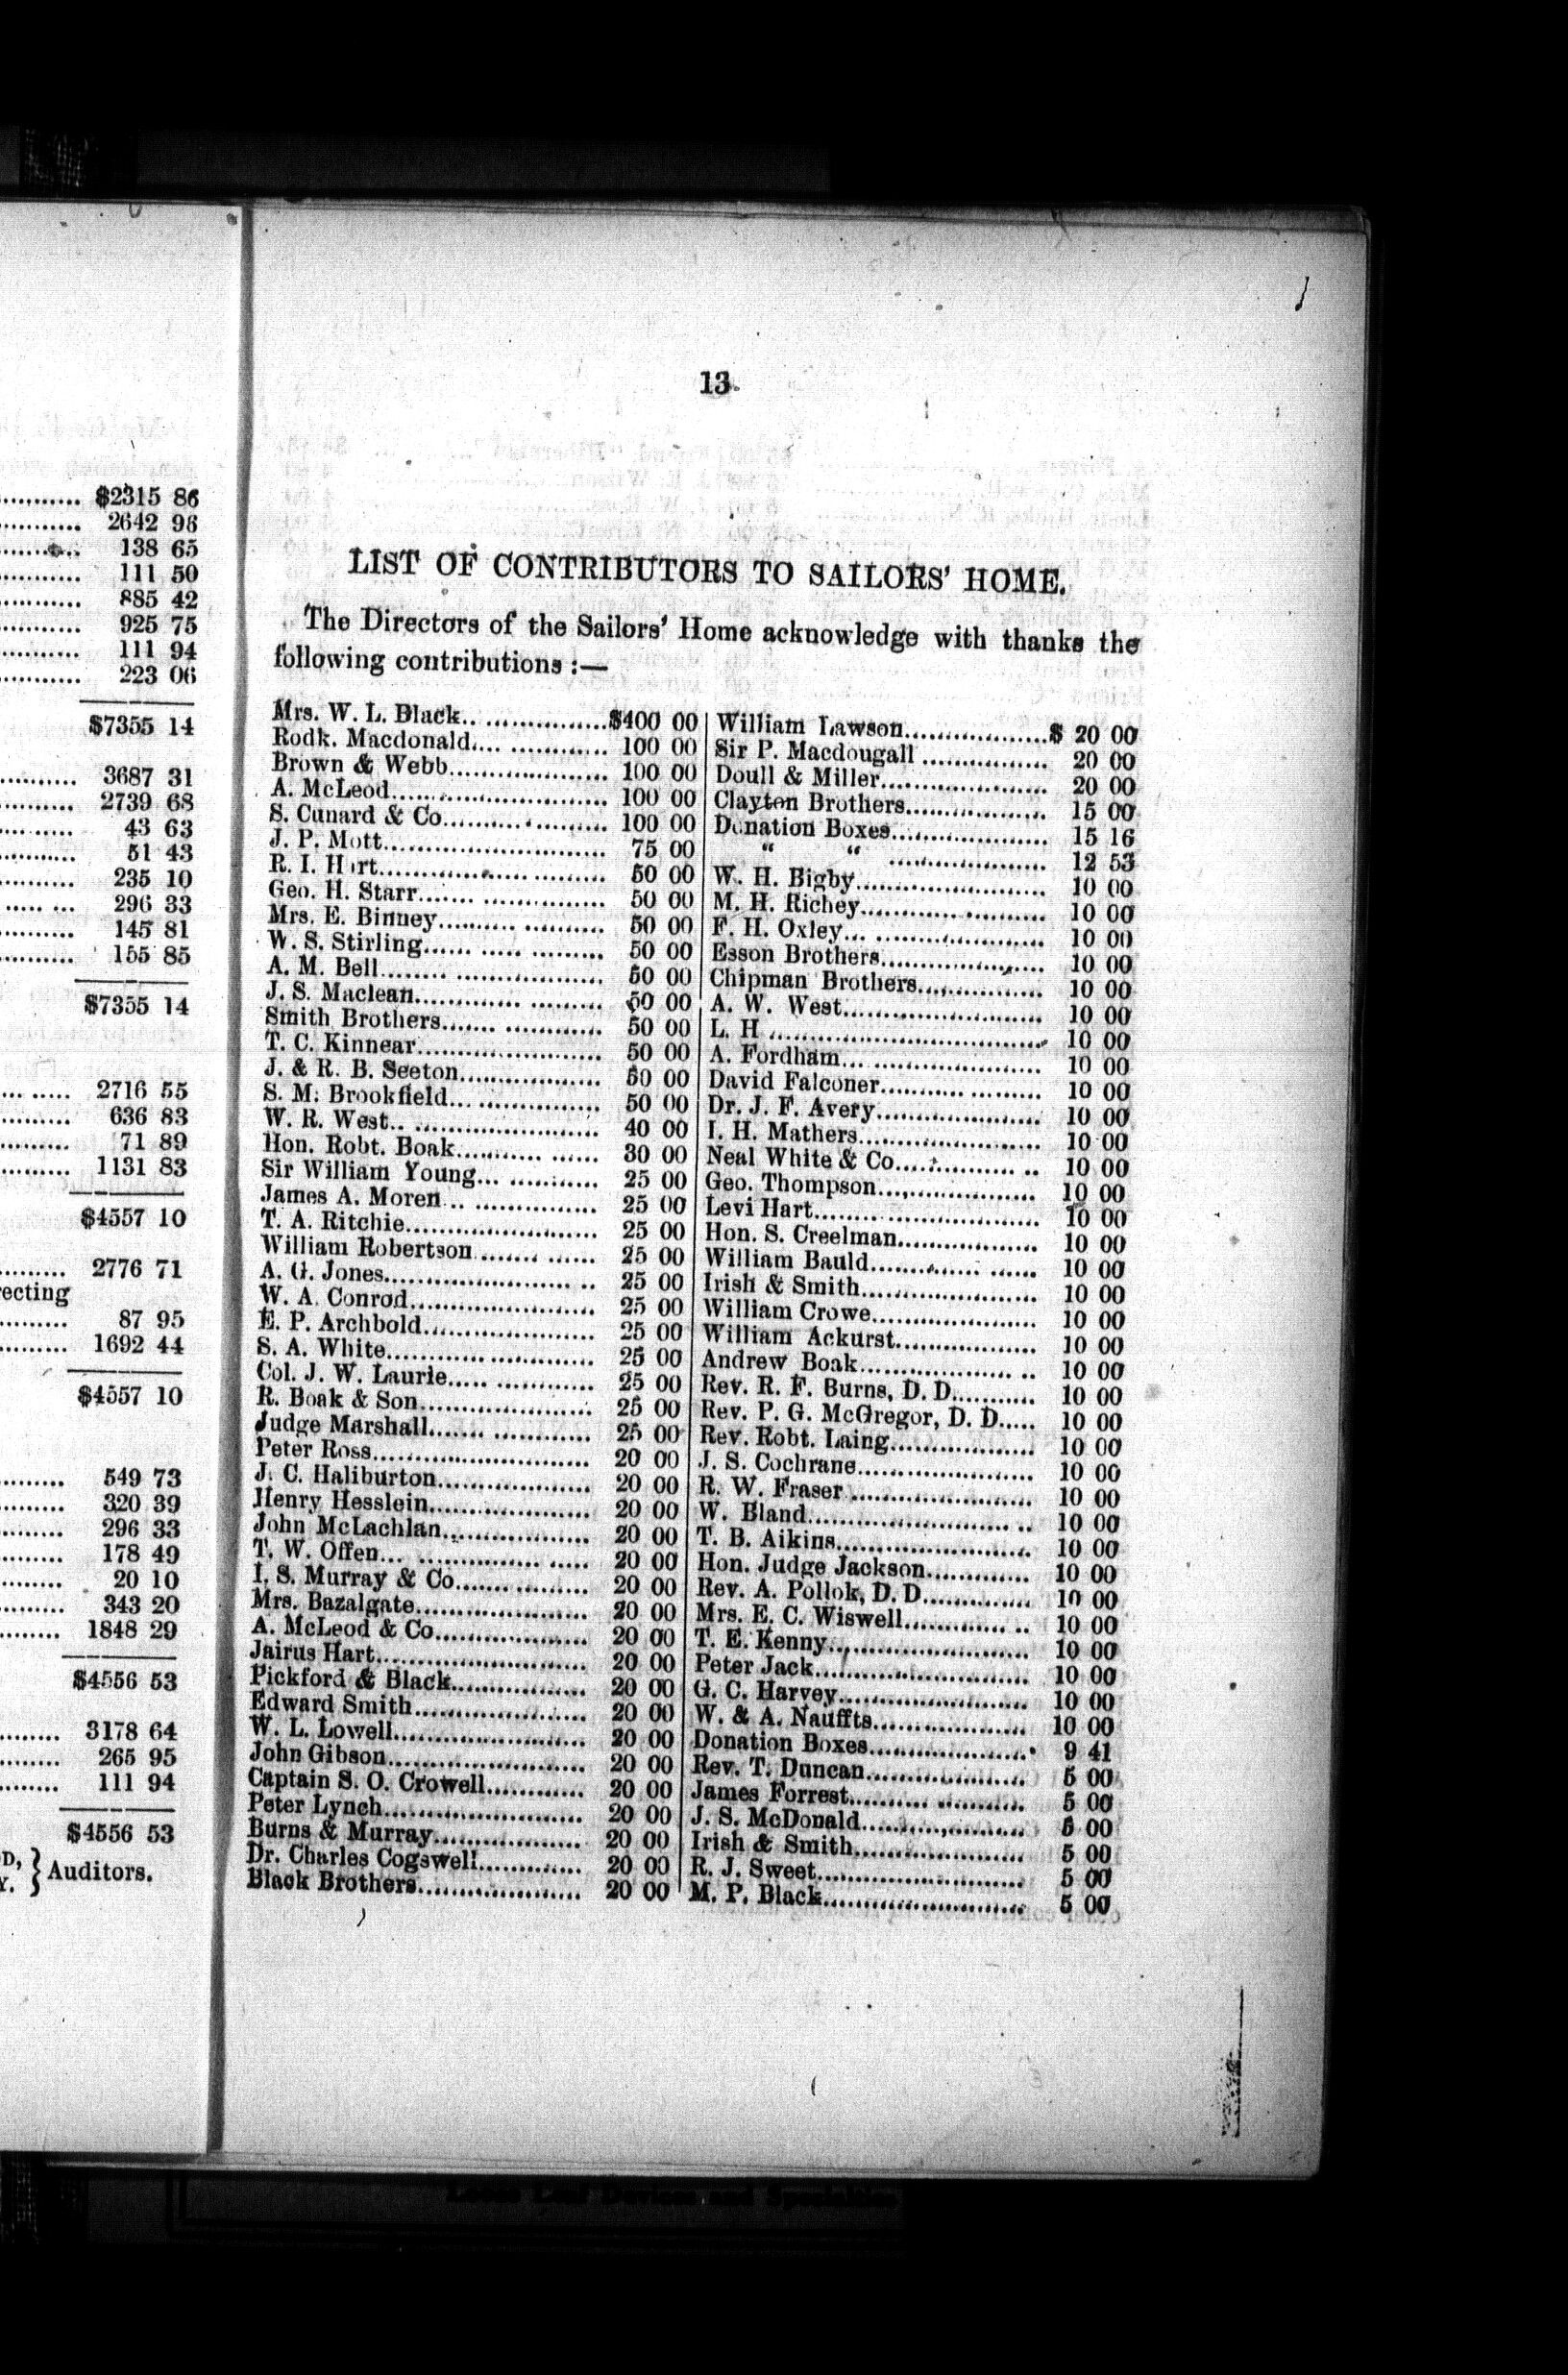 $2315 86
2642 96
138 65
111 50
885 42
925 75
111 94
223 06
$7355 14
3687 31
2739 68
43 63
51 43
235 10
296 33
145 81
155 85
$7355 14
2716 55
636 83
71 89
1131 83
$4557 10
2776 71
ecting
87 95
1692 44
$4557 10
549 73
320 39
296 33
178 49
20 10
343 20
1848 29
$4556 53
3178 64
265 95
111 94
$4556 53
D,
Y. } Auditors.
13
LIST OF CONTRIBUTORS TO SAILORS' HOME.
The Directors of the Sailors' Home acknowledge with thanks the
following contributions :—
Mrs. W. L. Black $400 00
Rodk. Macdonald 100 00
Brown & Webb 100 00
A. McLeod 100 00
S. Cunard & Co 100 00
J. P. Mott 75 00
R. I. Hart 50 00
Geo. H. Starr 50 00
Mrs. E. Binney 50 00
W. S. Stirling 50 00
A. M. Bell 50 00
J. S. Maclean 50 00
Smith Brothers 50 00
T. C. Kinnear 50 00
J. & R. B. Seeton 50 00
S. M. Brookfield 50 00
W. R. West 40 00
Hon. Robt. Boak 30 00
Sir William Young 25 00
James A. Moren 25 00
T. A. Ritchie 25 00
William Robertson 25 00
A. G. Jones 25 00
W. A. Conrod 25 00
E. P. Archbold 25 00
S. A. White 25 00
Col. J. W. Laurie 25 00
R. Boak & Son 25 00
Judge Marshall 25 00
Peter Ross 20 00
J. C. Haliburton 20 00
Henry Hesslein 20 00
John McLachlan 20 00
T. W. Offen 20 00
I. S. Murray & Co 20 00
Mrs. Bazalgate 20 00
A. McLeod & Co 20 00
Jairus Hart 20 00
Pickford & Black 20 00
Edward Smith 20 00
W. L. Lowell 20 00
John Gibson 20 00
Captain S. O. Crowell 20 00
Peter Lynch 20 00
Burns & Murray 20 00
Dr. Charles Cogswell 20 00
Black Brothers 20 00
William Lawson $ 20 00
Sir P. Macdougall 20 00
Doull & Miller 20 00
Clayton Brothers 15 00
Donation Boxes 15 16
“ “ 12 53
W. H. Bigby 10 00
M. H. Richey 10 00
F. H. Oxley 10 00
Esson Brothers 10 00
Chipman Brothers 10 00
A. W. West 10 00
L. H 10 00
A. Fordham 10 00
David Falconer 10 00
Dr. J. F. Avery 10 00
I. H. Mathers 10 00
Neal White & Co 10 00
Geo. Thompson 10 00
Levi Hart 10 00
Hon. S. Creelman 10 00
William Bauld 10 00
Irish & Smith 10 00
William Crowe 10 00
William Ackurst 10 00
Andrew Boak 10 00
Rev. R. F. Burns, D. D. 10 00
Rev. P. G. McGregor, D. D 10 00
Rev. Robt. Laing 10 00
J. S. Cochrane 10 00
R. W. Fraser 10 00
W. Bland 10 00
T. B. Aikins 10 00
Hon. Judge Jackson 10 00
Rev. A. Pollok, D. D 10 00
Mrs. E. C. Wiswell 10 00
T. E. Kenny 10 00
Peter Jack 10 00
G. C. Harvey 10 00
W. & A. Nauffts 10 00
Donation Boxes 9 41
Rev. T. Duncan 5 00
James Forrest 5 00
J. S. McDonald 5 00
Irish & Smith 5 00
R. J. Sweet 5 00
M. P. Black 5 00